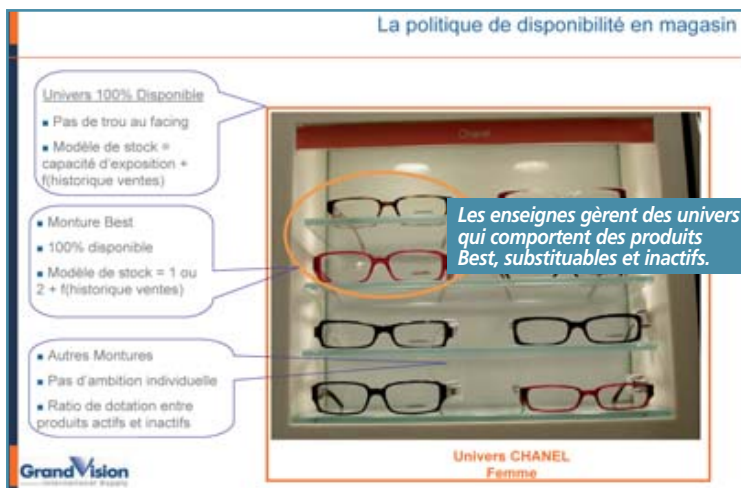 La politique de disponibilité en magasin
Univers 100% Disponible
▪ Pas de trou au facing
▪ Modèle de stock =
capacité d'exposition +
f(historique ventes)
▪ Monture Best
▪ 100% disponible
▪ Modèle de stock = 1 ou
2 + f(historique ventes)
▪ Autres Montures
▪ Pas d'ambition individuelle
▪ Ratio de dotation entre
produits actifs et inactifs
Chanel
Les enseignes gèrent des univers
qui comportent des produits
Best, substituables et inactifs.
Univers CHANEL
Femme
GrandVision
International Supply